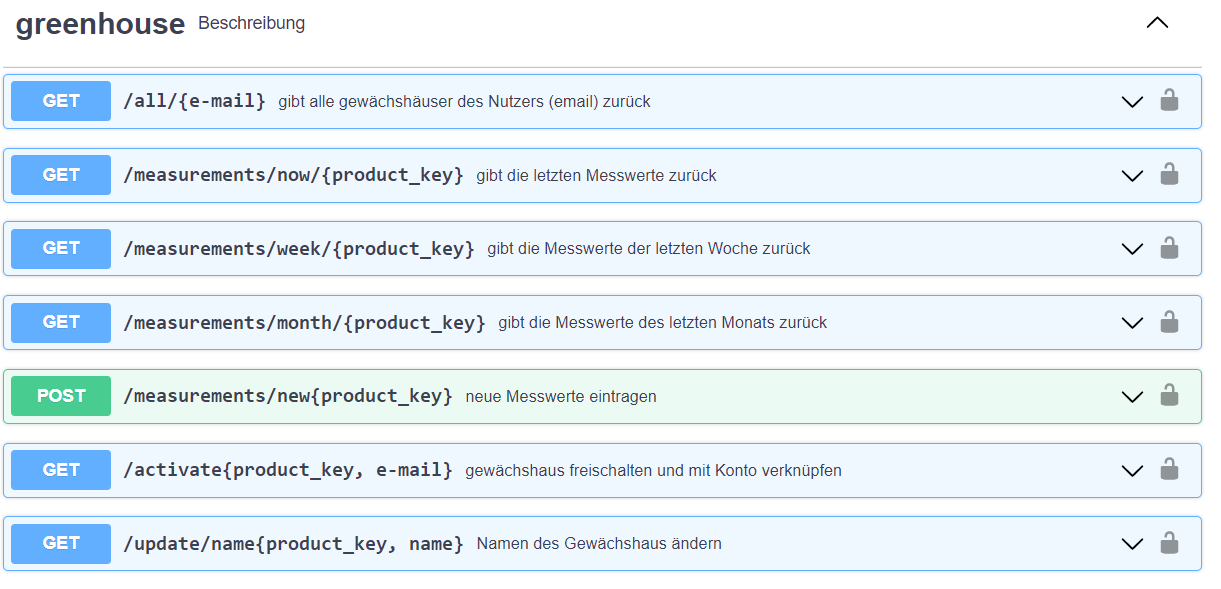 greenhouse Beschreibung
GET /all/{e-mail} gibt alle gewächshäuser des Nutzers (email) zurück
GET /measurements/now/{product_key} gibt die letzten Messwerte zurück
GET /measurements/week/{product_key} gibt die Messwerte der letzten Woche zurück
GET /measurements/month/{product_key} gibt die Messwerte des letzten Monats zurück
POST /measurements/new{product_key} neue Messwerte eintragen
GET /activate{product_key, e-mail} gewächshaus freischalten und mit Konto verknüpfen
GET /update/name{product_key, name} Namen des Gewächshaus ändern